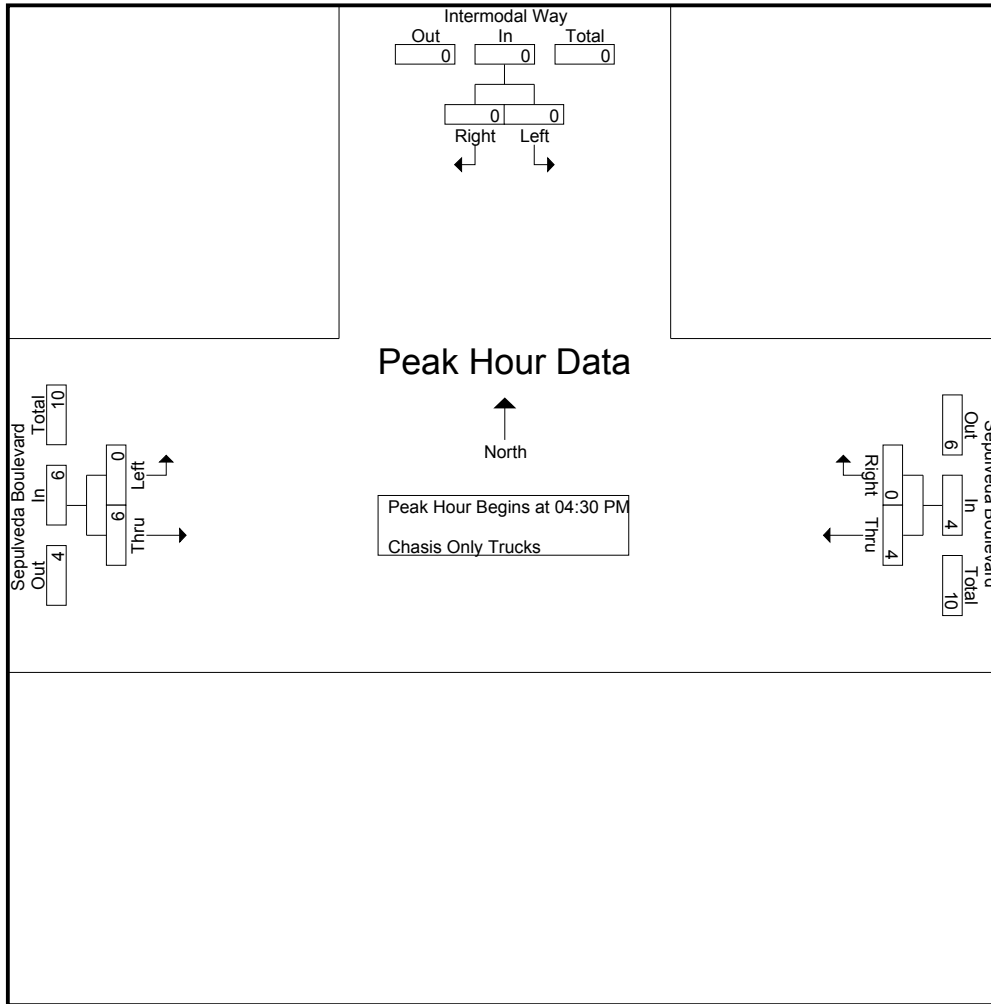 Intermodal Way
Out In Total
0 0 0
0 0
Right Left
Peak Hour Data
North
Peak Hour Begins at 04:30 PM
Chasis Only Trucks
Sepulveda Boulevard
Out In Total
4 6 10
Left Thru
0 6
Sepulveda Boulevard
Out In Total
6 4 10
Right Thru
0 4